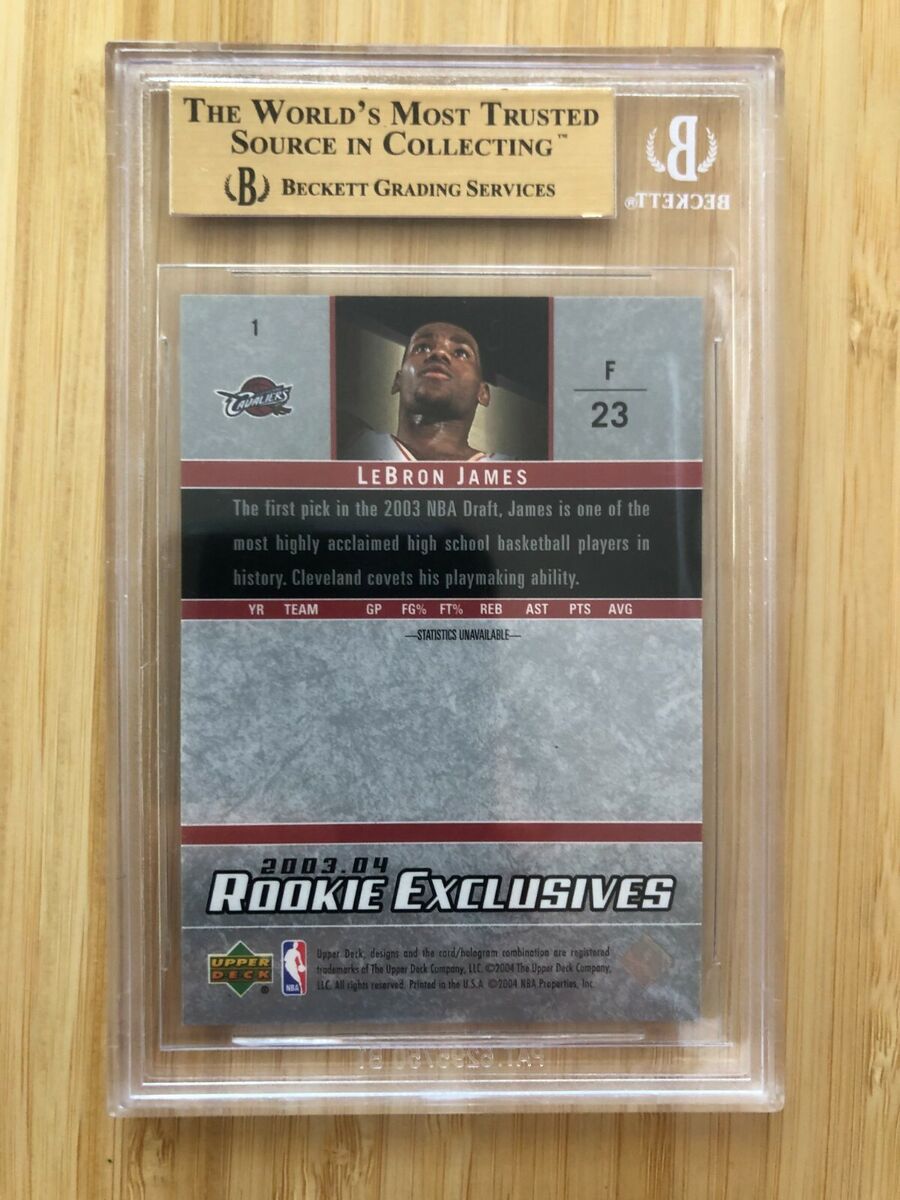 THE WORLD'S MOST TRUSTED
SOURCE IN COLLECTING™
B BECKETT GRADING SERVICES
B
BECKETT®
1
CAVALIERS
F
23
LEBRON JAMES
The first pick in the 2003 NBA Draft, James is one of the
most highly acclaimed high school basketball players in
history. Cleveland covets his playmaking ability.
YR TEAM GP FG% FT% REB AST PTS AVG
—STATISTICS UNAVAILABLE—
2003.04
ROOKIE EXCLUSIVES
UPPER
DECK
®
NBA
Upper Deck, designs and the card/hologram combination are registered
trademarks of The Upper Deck Company, LLC. ©2004 The Upper Deck Company,
LLC. All rights reserved. Printed in the U.S.A. ©2004 NBA Properties, Inc.